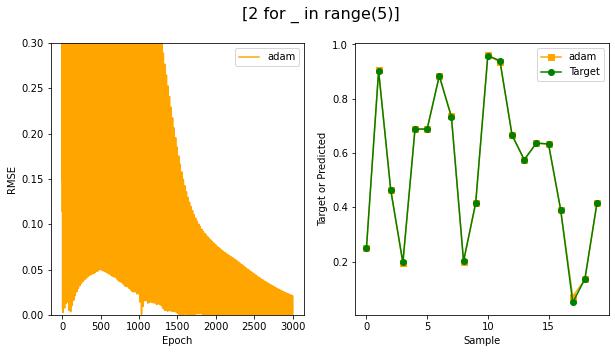 [2 for _ in range(5)]
adam
RMSE
0.30
0.25
0.20
0.15
0.10
0.05
0.00
0
500
1000
1500
2000
2500
3000
Epoch
adam
Target
Target or Predicted
1.0
0.8
0.6
0.4
0.2
0
5
10
15
Sample